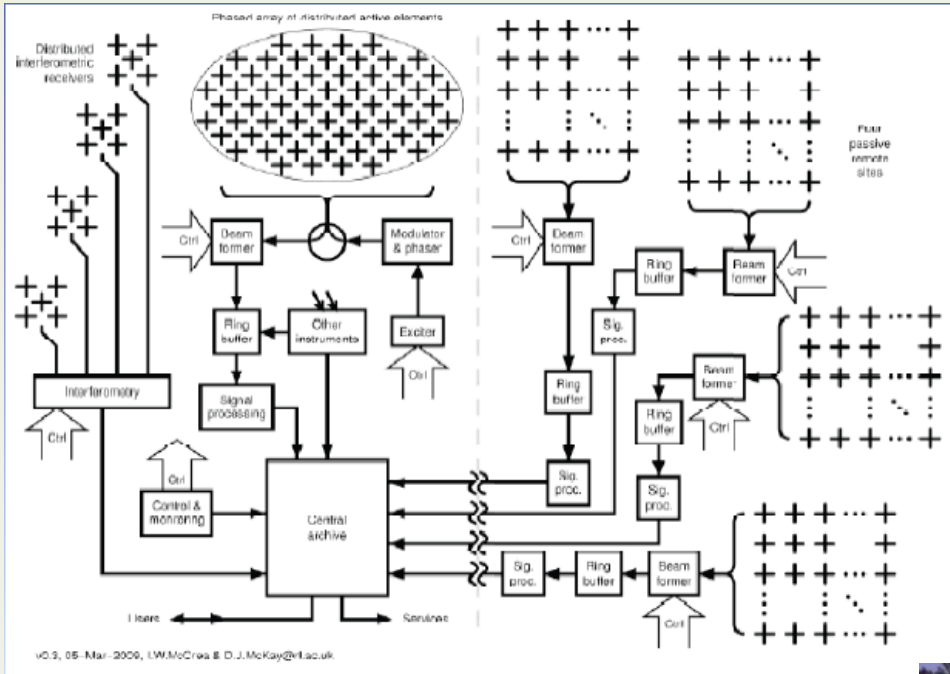 Phased array of distributed active elements
Distributed
interferometric
receivers
Four
passive
remote
sites
Ctrl
Beam
former
Modulator
& phaser
Ctrl
Beam
former
Ring
buffer
Beam
former
Ctrl
Ring
buffer
Other
instruments
Exciter
Ctrl
Sig.
proc.
Interferometry
Ctrl
Signal
processing
Ring
buffer
Ring
buffer
Beam
former
Ctrl
Ctrl
Control &
monitoring
Central
archive
Sig.
proc.
Sig.
proc.
Sig.
proc.
Ring
buffer
Beam
former
Ctrl
Users
Services
v0.3, 05-Mar-2009, I.W.McCrea & D.J.McKay@rl.ac.uk